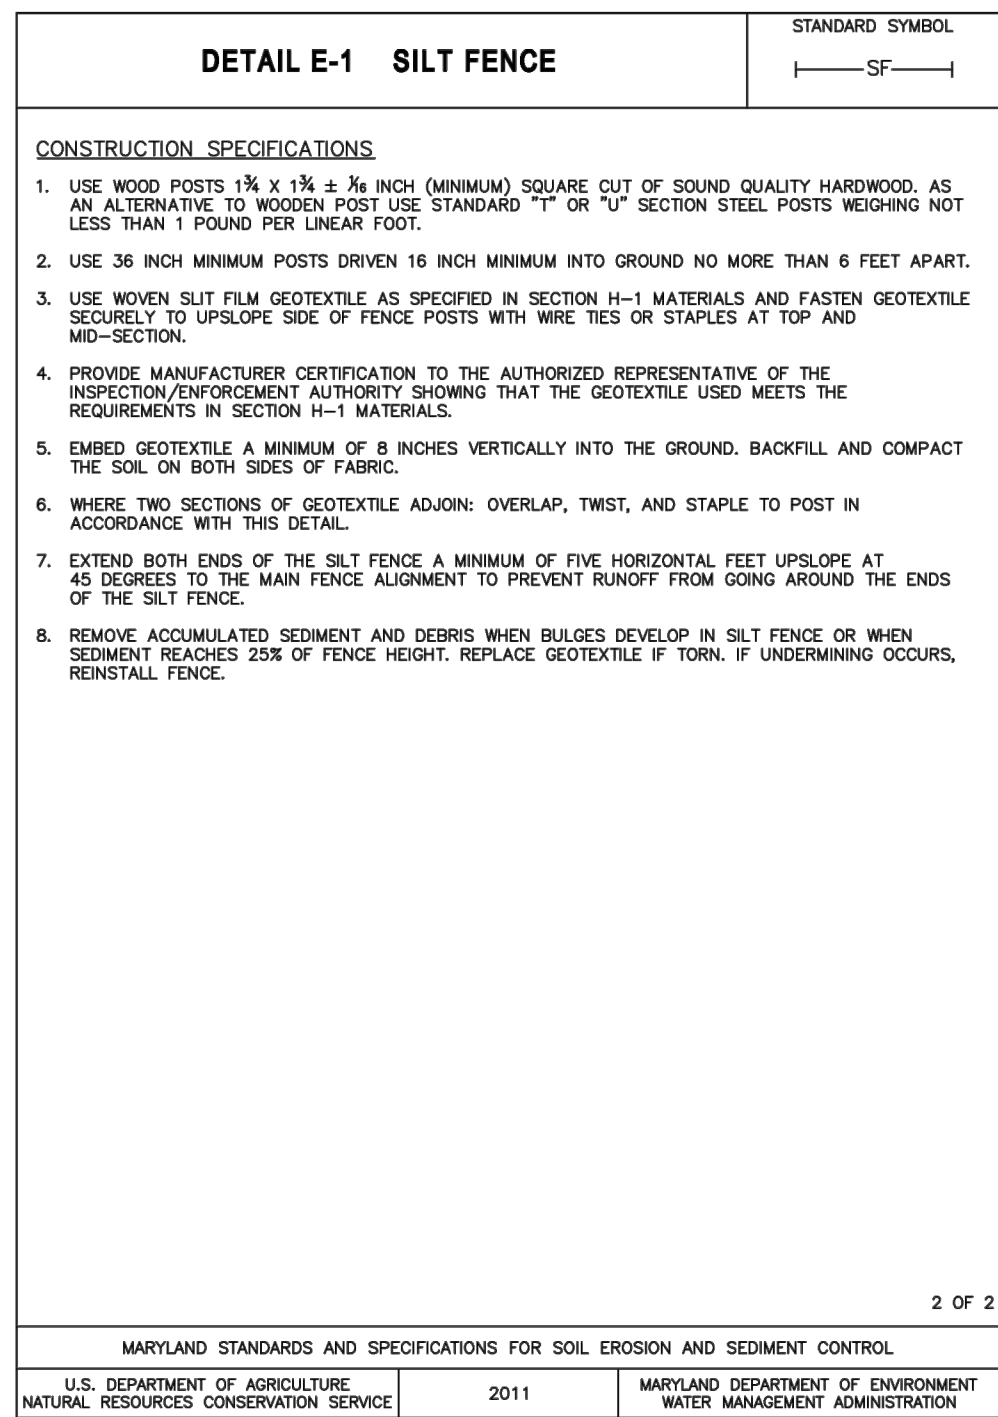 DETAIL E-1 SILT FENCE
STANDARD SYMBOL
SF
CONSTRUCTION SPECIFICATIONS
1. USE WOOD POSTS 1¾ X 1¾ ± 1/16 INCH (MINIMUM) SQUARE CUT OF SOUND QUALITY HARDWOOD. AS
AN ALTERNATIVE TO WOODEN POST USE STANDARD "T" OR "U" SECTION STEEL POSTS WEIGHING NOT
LESS THAN 1 POUND PER LINEAR FOOT.
2. USE 36 INCH MINIMUM POSTS DRIVEN 16 INCH MINIMUM INTO GROUND NO MORE THAN 6 FEET APART.
3. USE WOVEN SLIT FILM GEOTEXTILE AS SPECIFIED IN SECTION H-1 MATERIALS AND FASTEN GEOTEXTILE
SECURELY TO UPSLOPE SIDE OF FENCE POSTS WITH WIRE TIES OR STAPLES AT TOP AND
MID-SECTION.
4. PROVIDE MANUFACTURER CERTIFICATION TO THE AUTHORIZED REPRESENTATIVE OF THE
INSPECTION/ENFORCEMENT AUTHORITY SHOWING THAT THE GEOTEXTILE USED MEETS THE
REQUIREMENTS IN SECTION H-1 MATERIALS.
5. EMBED GEOTEXTILE A MINIMUM OF 8 INCHES VERTICALLY INTO THE GROUND. BACKFILL AND COMPACT
THE SOIL ON BOTH SIDES OF FABRIC.
6. WHERE TWO SECTIONS OF GEOTEXTILE ADJOIN: OVERLAP, TWIST, AND STAPLE TO POST IN
ACCORDANCE WITH THIS DETAIL.
7. EXTEND BOTH ENDS OF THE SILT FENCE A MINIMUM OF FIVE HORIZONTAL FEET UPSLOPE AT
45 DEGREES TO THE MAIN FENCE ALIGNMENT TO PREVENT RUNOFF FROM GOING AROUND THE ENDS
OF THE SILT FENCE.
8. REMOVE ACCUMULATED SEDIMENT AND DEBRIS WHEN BULGES DEVELOP IN SILT FENCE OR WHEN
SEDIMENT REACHES 25% OF FENCE HEIGHT. REPLACE GEOTEXTILE IF TORN. IF UNDERMINING OCCURS,
REINSTALL FENCE.
2 OF 2
MARYLAND STANDARDS AND SPECIFICATIONS FOR SOIL EROSION AND SEDIMENT CONTROL
U.S. DEPARTMENT OF AGRICULTURE
NATURAL RESOURCES CONSERVATION SERVICE
2011
MARYLAND DEPARTMENT OF ENVIRONMENT
WATER MANAGEMENT ADMINISTRATION